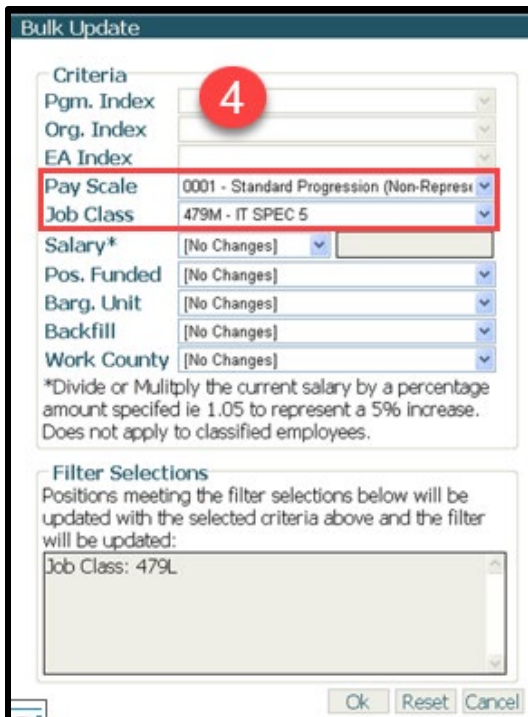 Bulk Update
Criteria
Pgm. Index
4
Org. Index
EA Index
Pay Scale 0001 - Standard Progression (Non-Represe
Job Class 479M - IT SPEC 5
Salary* [No Changes]
Pos. Funded [No Changes]
Barg. Unit [No Changes]
Backfill [No Changes]
Work County [No Changes]
*Divide or Mulitply the current salary by a percentage
amount specifed ie 1.05 to represent a 5% increase.
Does not apply to classified employees.
Filter Selections
Positions meeting the filter selections below will be
updated with the selected criteria above and the filter
will be updated:
Job Class: 479L
Ok Reset Cancel